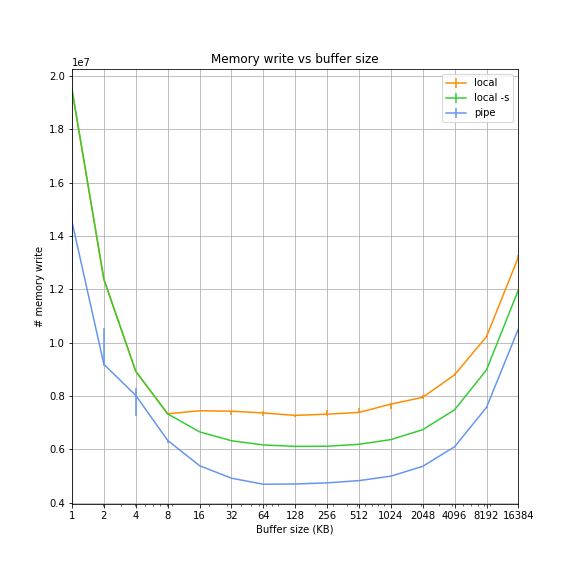 Memory write vs buffer size
1e7
2.0
1.8
1.6
1.4
1.2
1.0
0.8
0.6
0.4
# memory write
local
local -s
pipe
1 2 4 8 16 32 64 128 256 512 1024 2048 4096 8192 16384
Buffer size (KB)